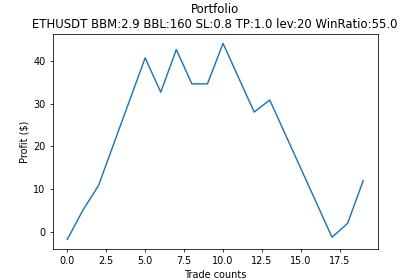 Portfolio
ETHUSDT BBM:2.9 BBL:160 SL:0.8 TP:1.0 lev:20 WinRatio:55.0
Profit ($)
40
30
20
10
0
0.0 2.5 5.0 7.5 10.0 12.5 15.0 17.5
Trade counts